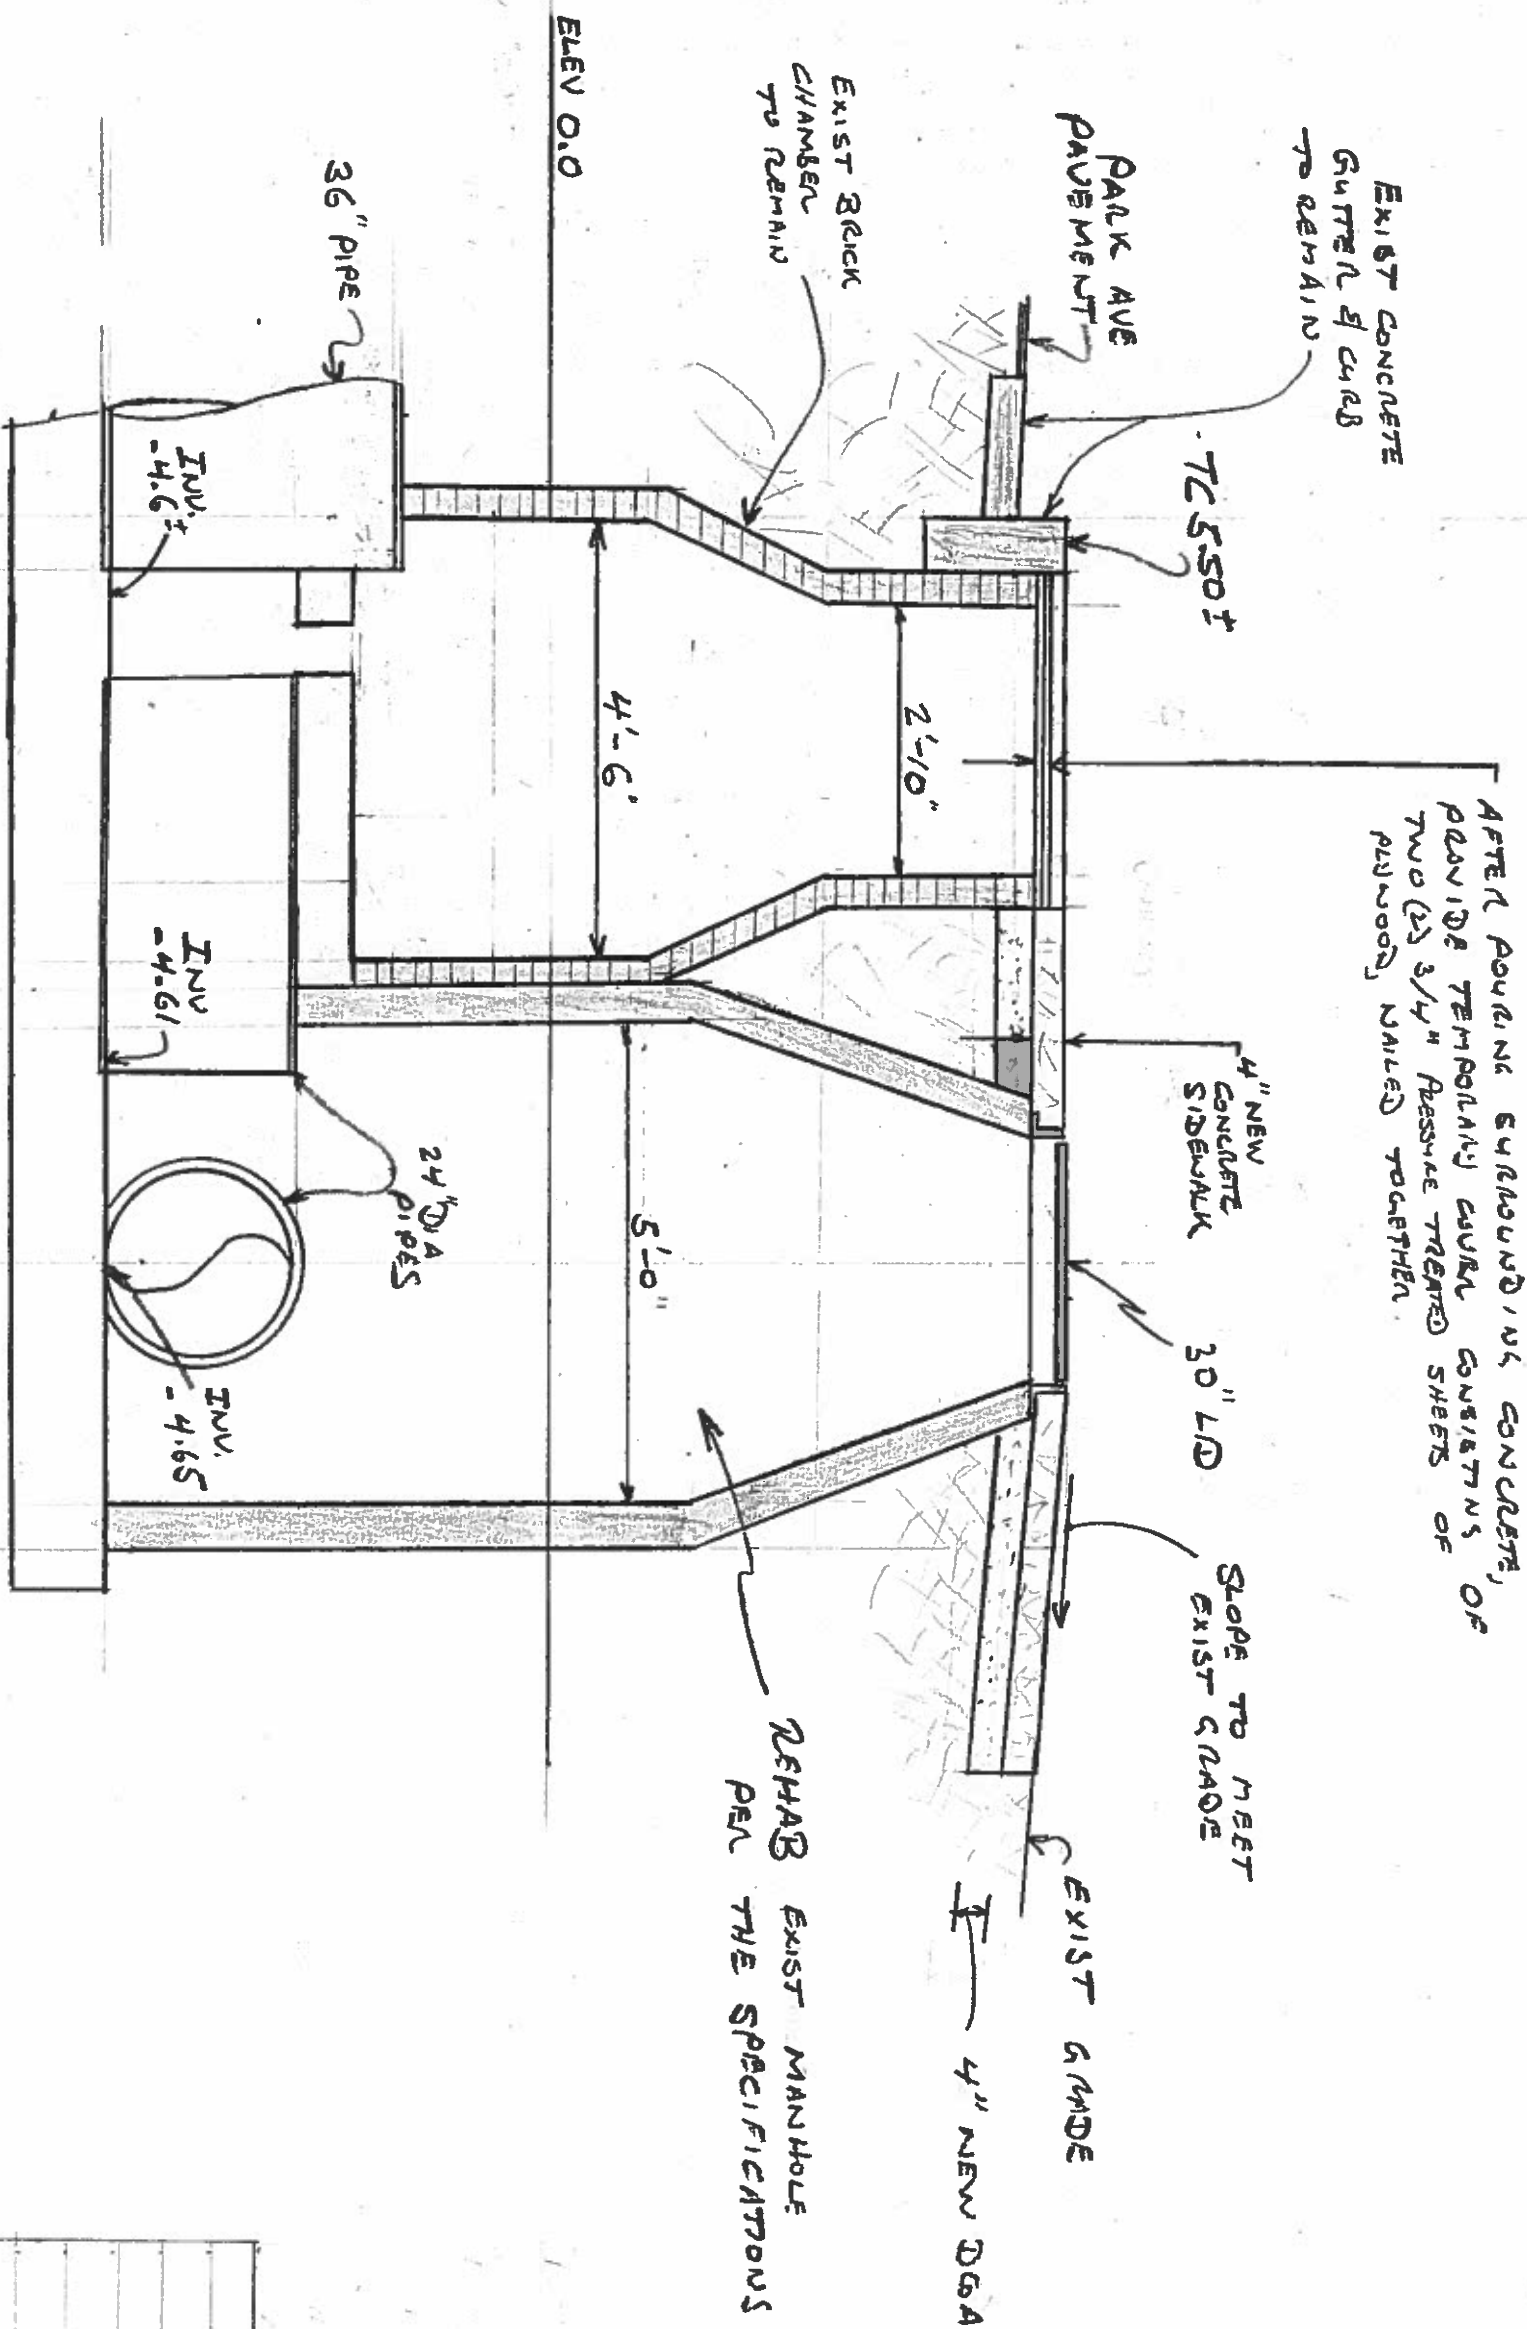 AFTER POURING SURROUNDING CONCRETE,
PROVIDE TEMPORARY COVER CONSISTING OF
TWO (2) 3/4" PRESSURE TREATED SHEETS OF
PLYWOOD, NAILED TOGETHER.
EXIST CONCRETE
GUTTER & CURB
TO REMAIN
TC 5.50±
4" NEW
CONCRETE
SIDEWALK
30" LID
SLOPE TO MEET
EXIST GRADE
PARK AVE
PAVEMENT
EXIST GRADE
4" NEW DGA
EXIST BRICK
CHAMBER
TO REMAIN
2'-10"
4'-6"
5'-0"
REHAB EXIST MANHOLE
PER THE SPECIFICATIONS
ELEV 0.0
36" PIPE
24" DIA
PIPES
INV.±
-4.6
INV
-4.61
INV.
-4.65